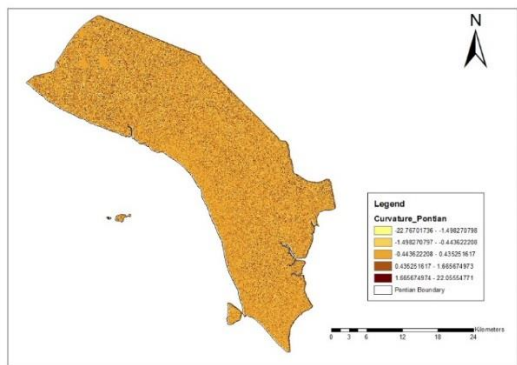 N
Legend
Curvature_Pontian
-22.76701736 - -1.498270798
-1.498270797 - -0.443622208
-0.443622208 - 0.435251617
0.435251617 - 1.665674973
1.665674974 - 22.05554771
Pontian Boundary
Kilometers
0 3 6 12 18 24